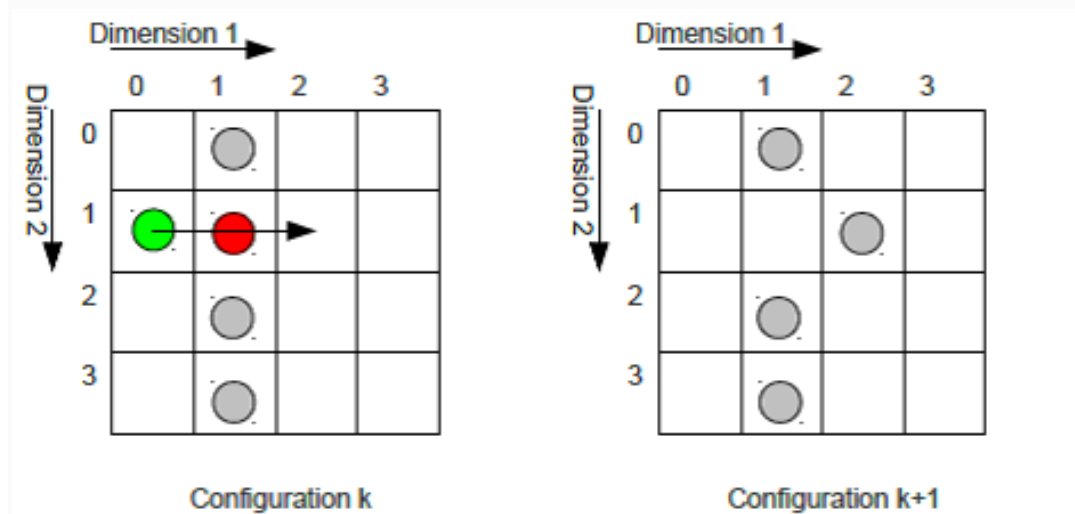 Dimension 1
0 1 2 3
Dimension 2
0
1
2
3
Configuration k
Dimension 1
0 1 2 3
Dimension 2
0
1
2
3
Configuration k+1